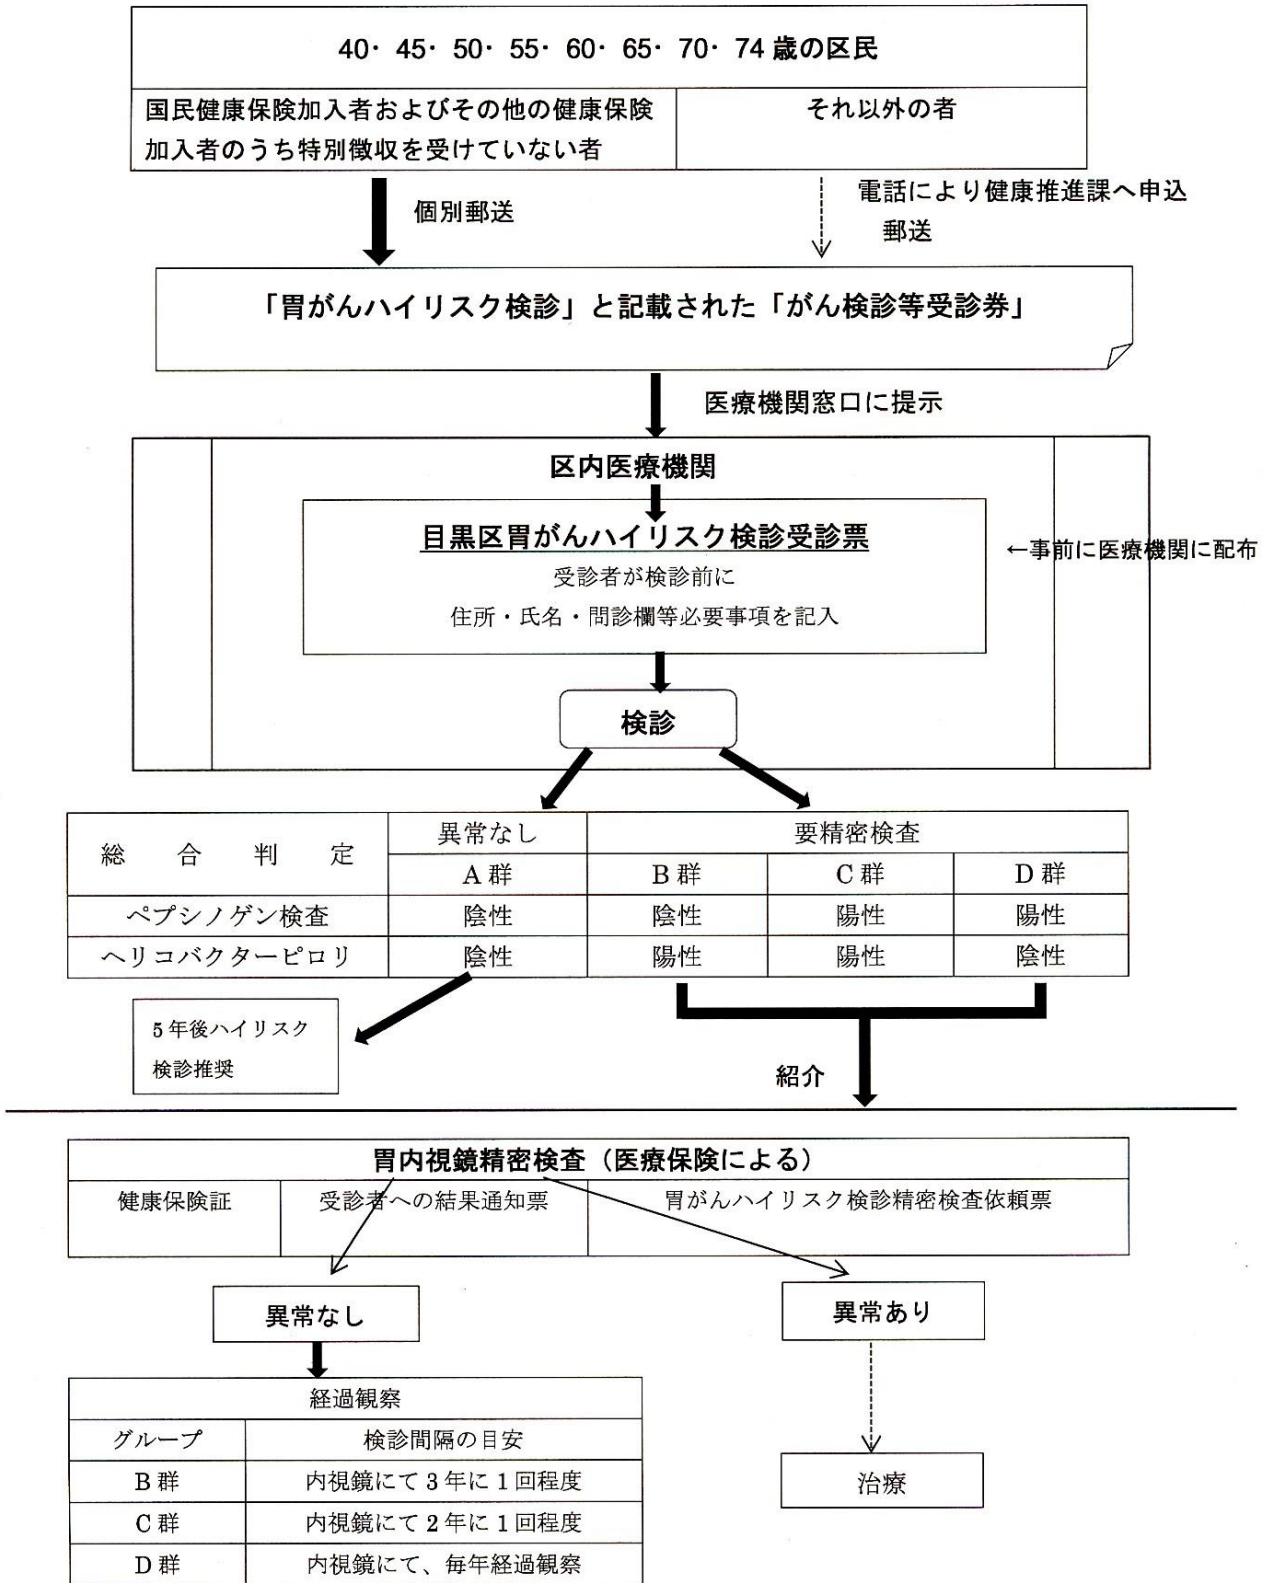 40・45・50・55・60・65・70・74 歳の区民
国民健康保険加入者およびその他の健康保険
加入者のうち特別徴収を受けていない者
それ以外の者
個別郵送
電話により健康推進課へ申込
郵送
「胃がんハイリスク検診」と記載された「がん検診等受診券」
医療機関窓口に提示
区内医療機関
目黒区胃がんハイリスク検診受診票
受診者が検診前に
住所・氏名・問診欄等必要事項を記入
←事前に医療機関に配布
検診
総合判定 異常なし 要精密検査
A 群 B 群 C 群 D 群
ペプシノゲン検査 陰性 陰性 陽性 陽性
ヘリコバクターピロリ 陰性 陽性 陽性 陰性
5 年後ハイリスク
検診推奨
紹介
胃内視鏡精密検査（医療保険による）
健康保険証 受診者への結果通知票 胃がんハイリスク検診精密検査依頼票
異常なし 異常あり
経過観察
グループ 検診間隔の目安
B 群 内視鏡にて 3 年に 1 回程度
C 群 内視鏡にて 2 年に 1 回程度
D 群 内視鏡にて、毎年経過観察
治療